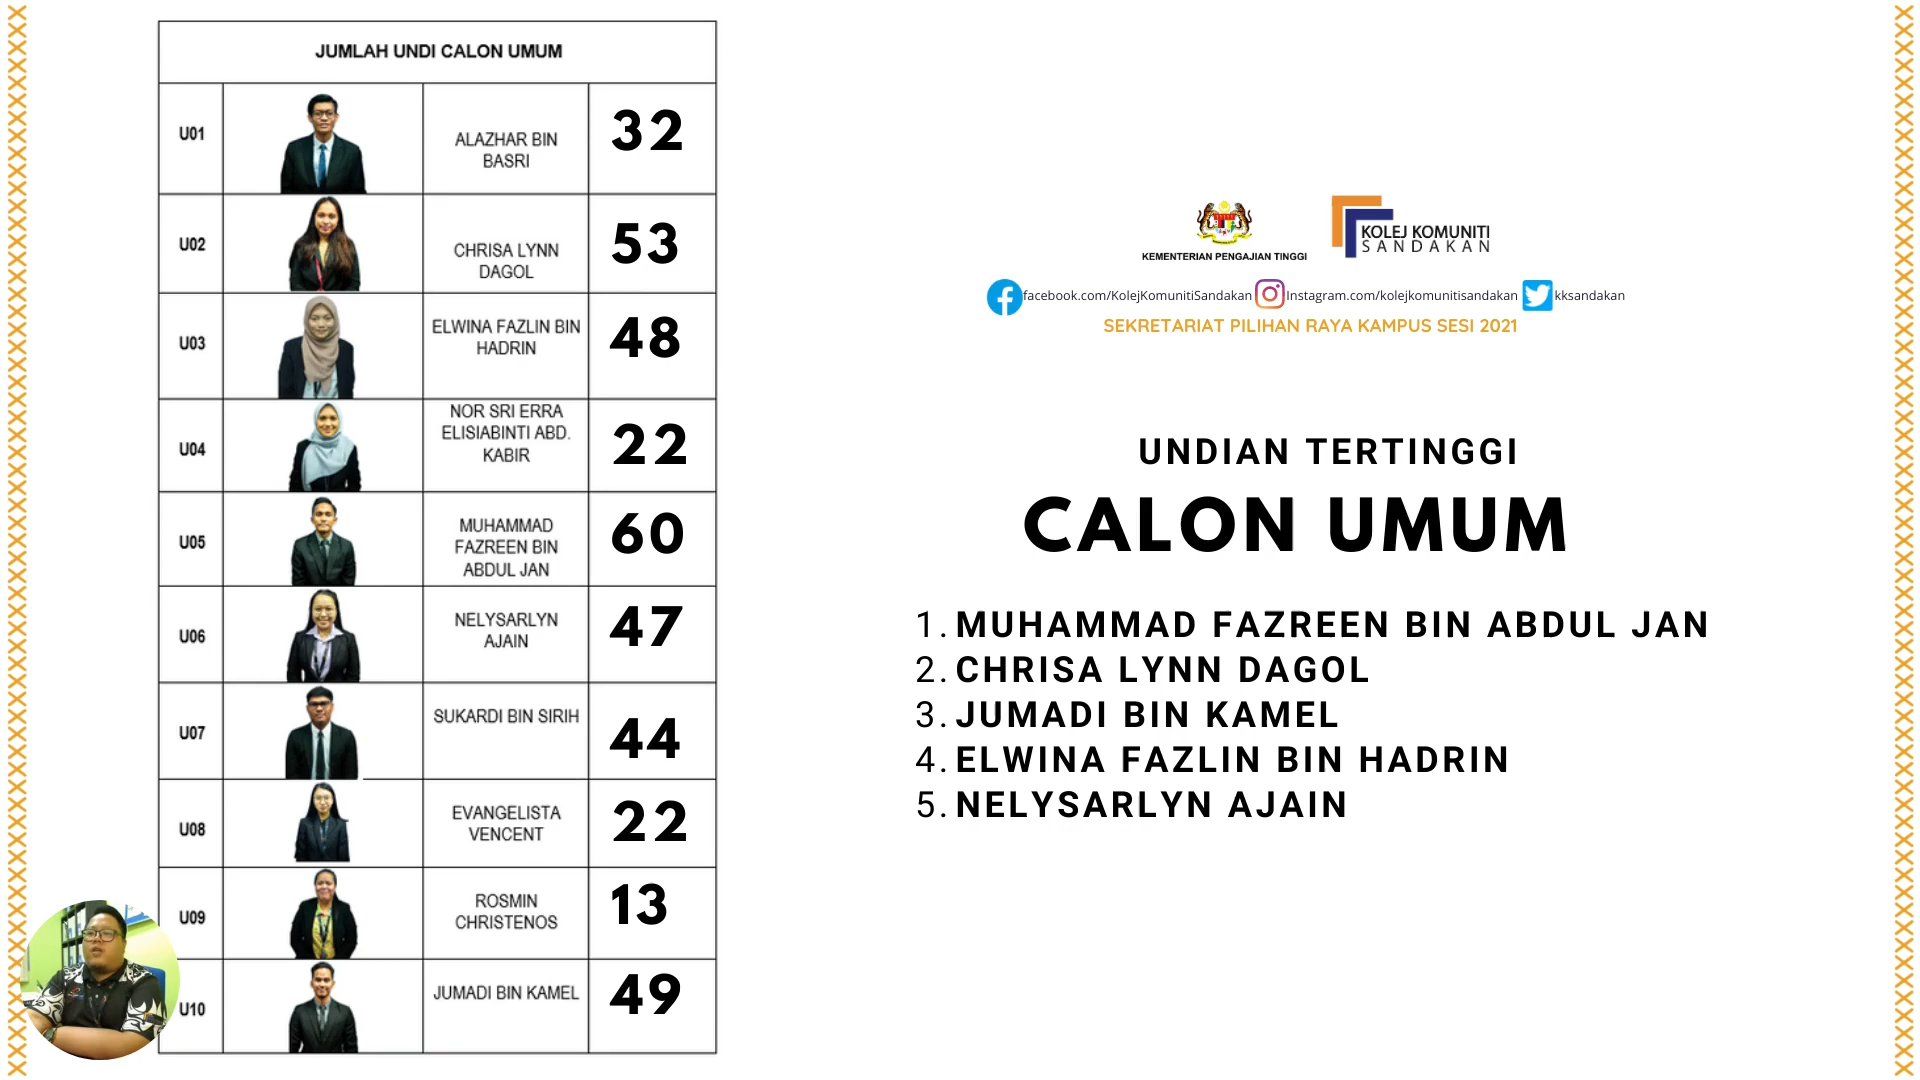 JUMLAH UNDI CALON UMUM
U01
ALAZHAR BIN
BASRI
32
U02
CHRISA LYNN
DAGOL
53
U03
ELWINA FAZLIN BIN
HADRIN
48
U04
NOR SRI ERRA
ELISIABINTI ABD.
KABIR
22
U05
MUHAMMAD
FAZREEN BIN
ABDUL JAN
60
U06
NELYSARLYN
AJAIN
47
U07
SUKARDI BIN SIRIH
44
U08
EVANGELISTA
VENCENT
22
U09
ROSMIN
CHRISTENOS
13
U10
JUMADI BIN KAMEL
49
KEMENTERIAN PENGAJIAN TINGGI
KOLEJ KOMUNITI
SANDAKAN
facebook.com/KolejKomunitiSandakan Instagram.com/kolejkomunitisandakan kksandakan
SEKRETARIAT PILIHAN RAYA KAMPUS SESI 2021
UNDIAN TERTINGGI
CALON UMUM
1. MUHAMMAD FAZREEN BIN ABDUL JAN
2. CHRISA LYNN DAGOL
3. JUMADI BIN KAMEL
4. ELWINA FAZLIN BIN HADRIN
5. NELYSARLYN AJAIN